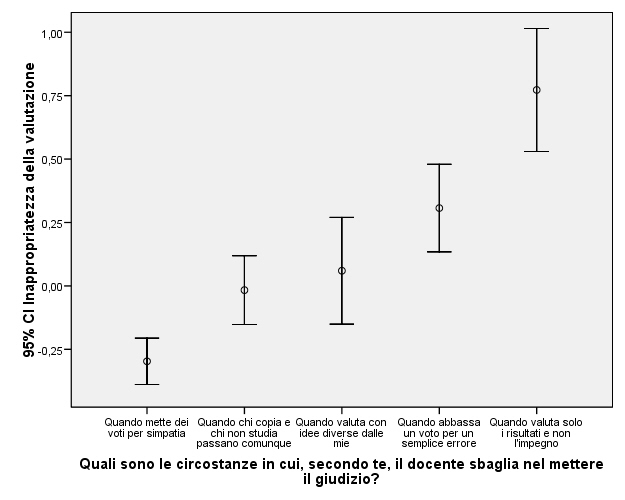 95% CI Inappropriatezza della valutazione
1,00
0,75
0,50
0,25
0,00
-0,25
Quando mette dei
voti per simpatia
Quando chi copia e
chi non studia
passano comunque
Quando valuta con
idee diverse dalle
mie
Quando abbassa
un voto per un
semplice errore
Quando valuta solo
i risultati e non
l'impegno
Quali sono le circostanze in cui, secondo te, il docente sbaglia nel mettere
il giudizio?